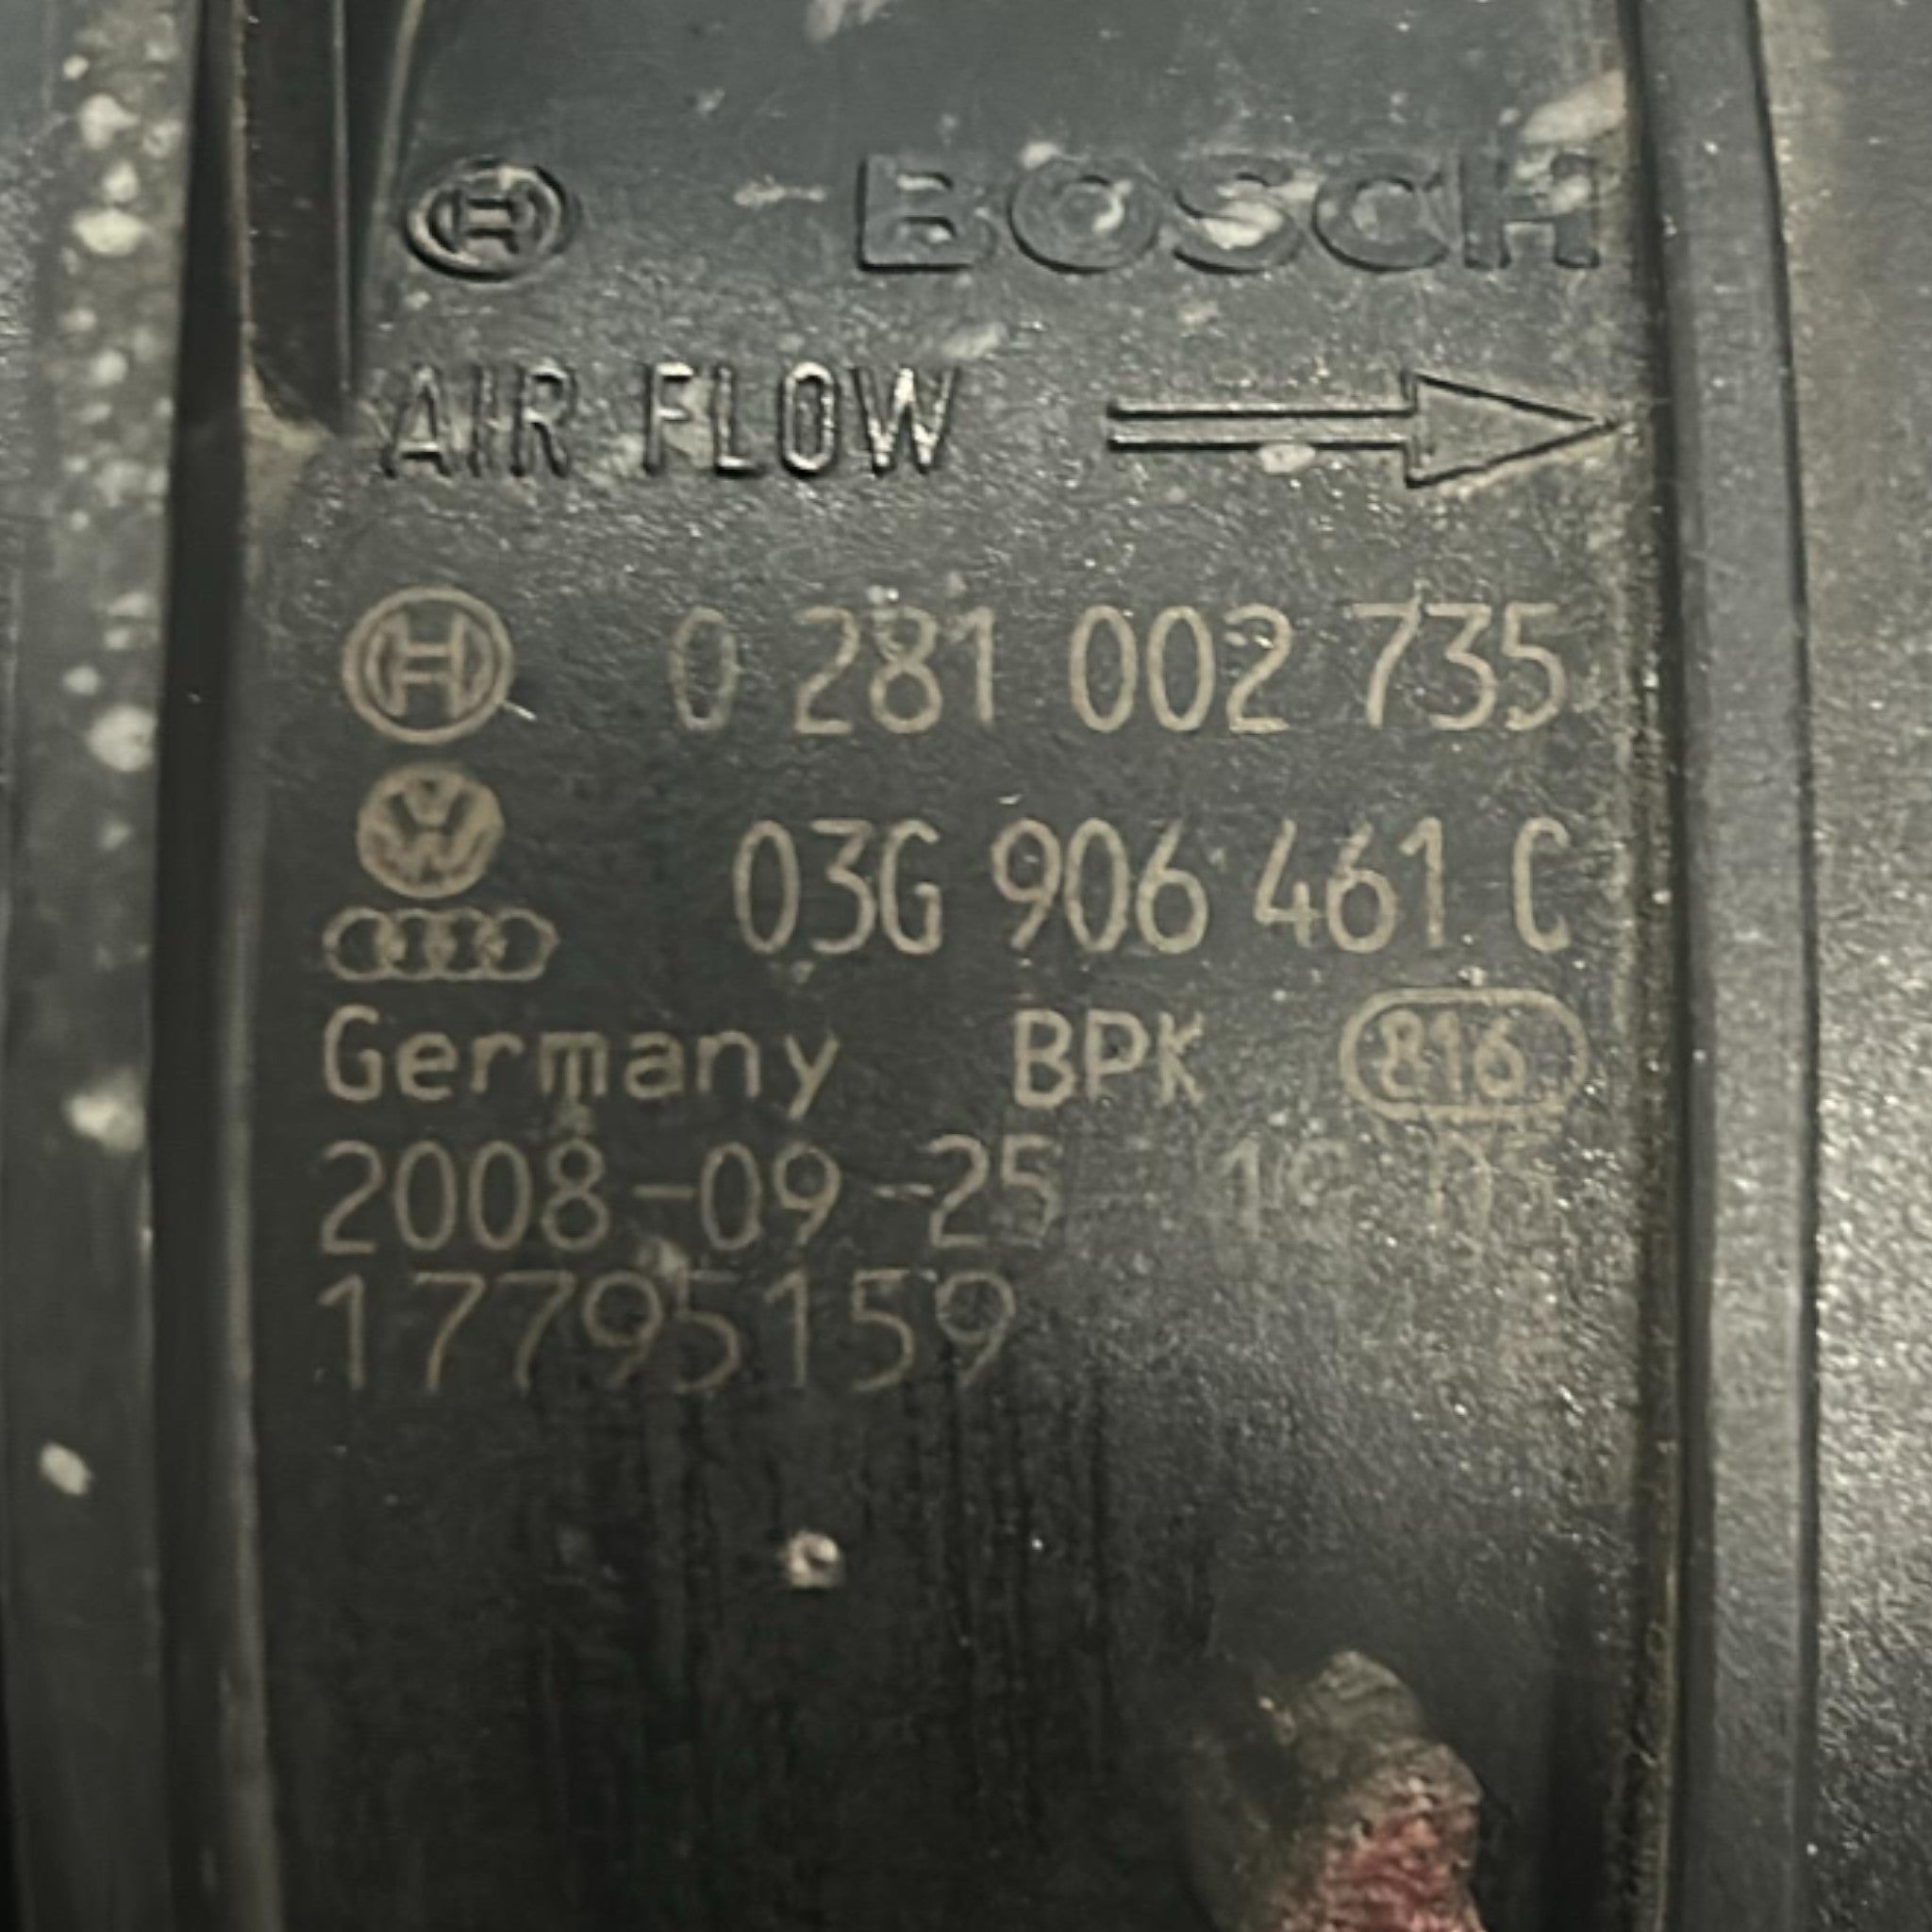 BOSCH
AIR FLOW
0 281 002 735
03G 906 461 C
Germany BPK 816
2008-09-25
17795159